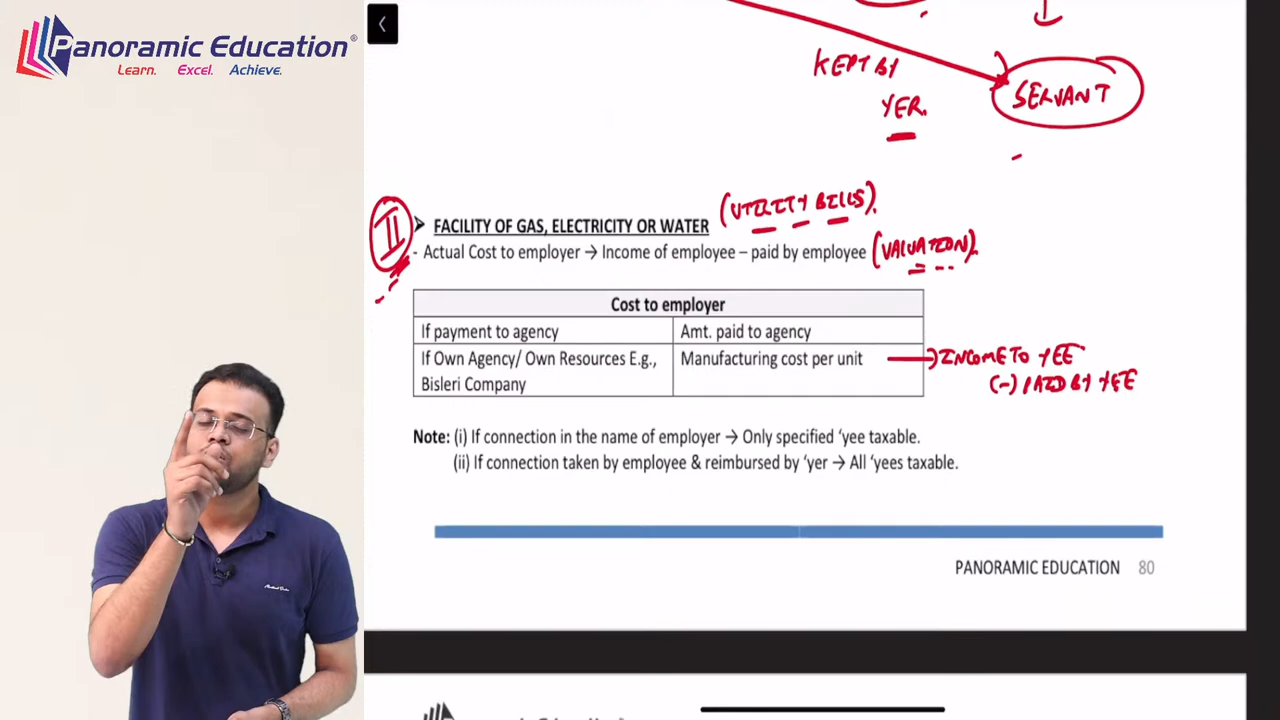 Panoramic Education®
Learn. Excel. Achieve.
KEPT BY
YER.
SERVANT
II
➤ FACILITY OF GAS, ELECTRICITY OR WATER (UTILITY BILLS).
- Actual Cost to employer → Income of employee – paid by employee (VALUATION).
Cost to employer
If payment to agency Amt. paid to agency
If Own Agency/ Own Resources E.g., Manufacturing cost per unit → INCOME TO YEE
Bisleri Company (-) PAID BY YEE
Note: (i) If connection in the name of employer → Only specified ‘yee taxable.
(ii) If connection taken by employee & reimbursed by ‘yer → All ‘yees taxable.
PANORAMIC EDUCATION 80